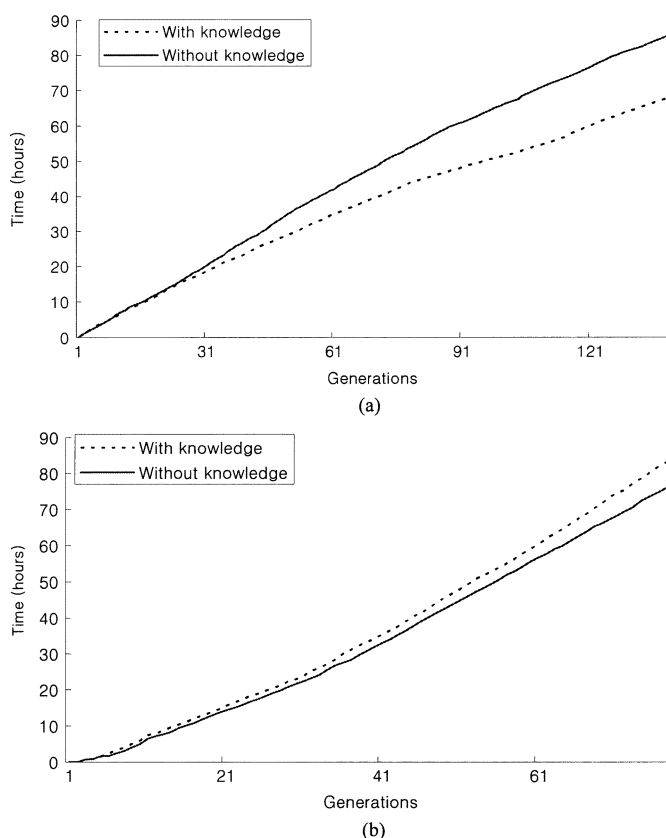 90
80
70
60
50
40
30
20
10
0
Time (hours)
With knowledge
Without knowledge
1 31 61 91 121
Generations
(a)
90
80
70
60
50
40
30
20
10
0
Time (hours)
With knowledge
Without knowledge
1 21 41 61
Generations
(b)